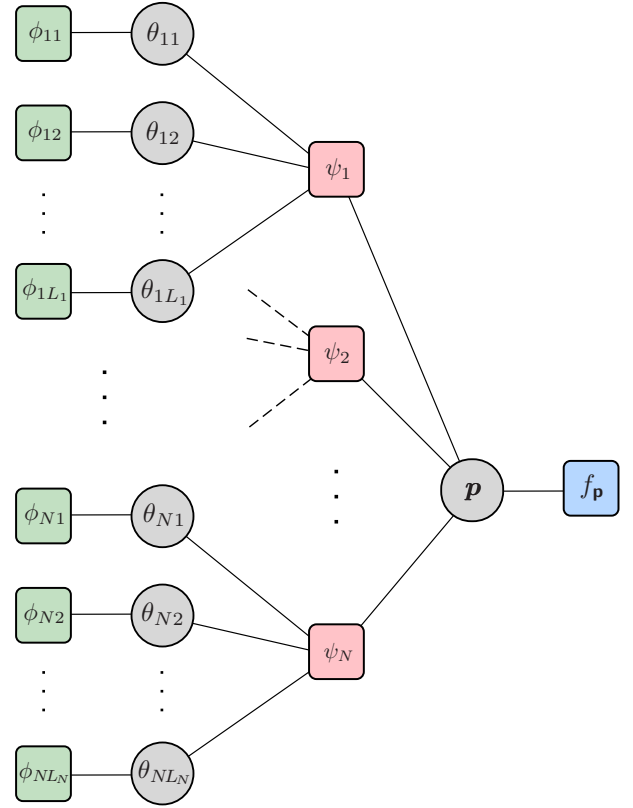 ϕ₁₁ θ₁₁
ϕ₁₂ θ₁₂
ψ₁
ϕ₁L₁ θ₁L₁
ψ₂
p f𝗽
ϕN1 θN1
ϕN2 θN2
ψN
ϕNLN θNLN